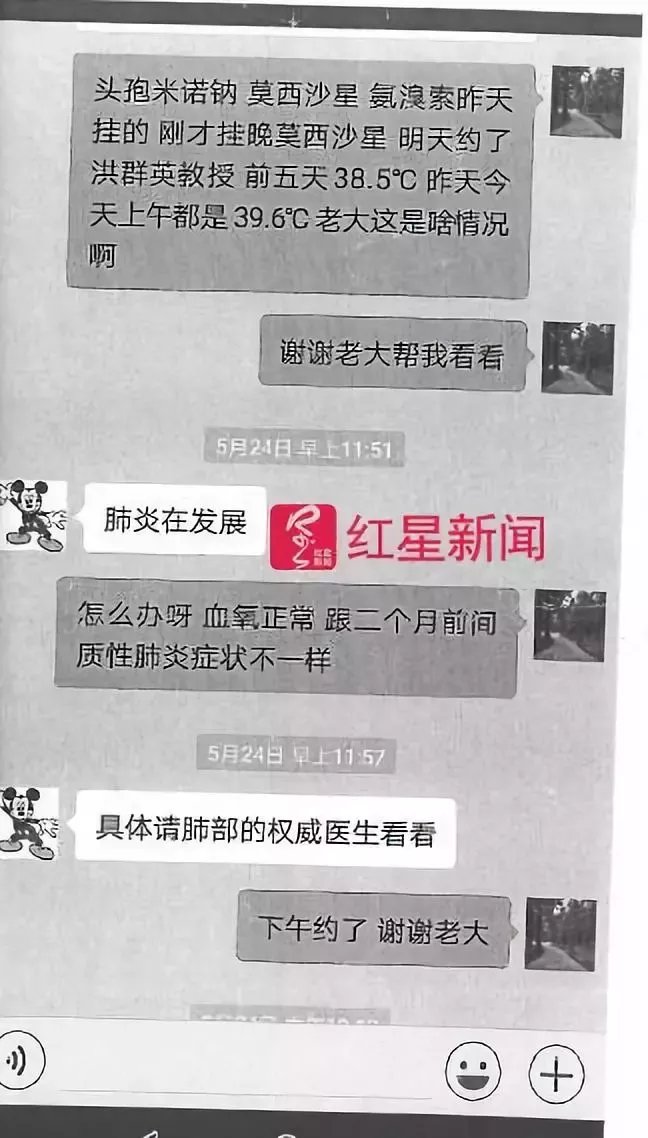 头孢米诺钠 莫西沙星 氨溴索昨天
挂的 刚才挂晚莫西沙星 明天约了
洪群英教授 前五天38.5℃ 昨天今
天上午都是39.6℃老大这是啥情况
啊
谢谢老大帮我看看
5月24日 早上11:51
肺炎在发展
红星新闻
怎么办呀 血氧正常 跟二个月前间
质性肺炎症状不一样
5月24日 早上11:57
具体请肺部的权威医生看看
下午约了 谢谢老大